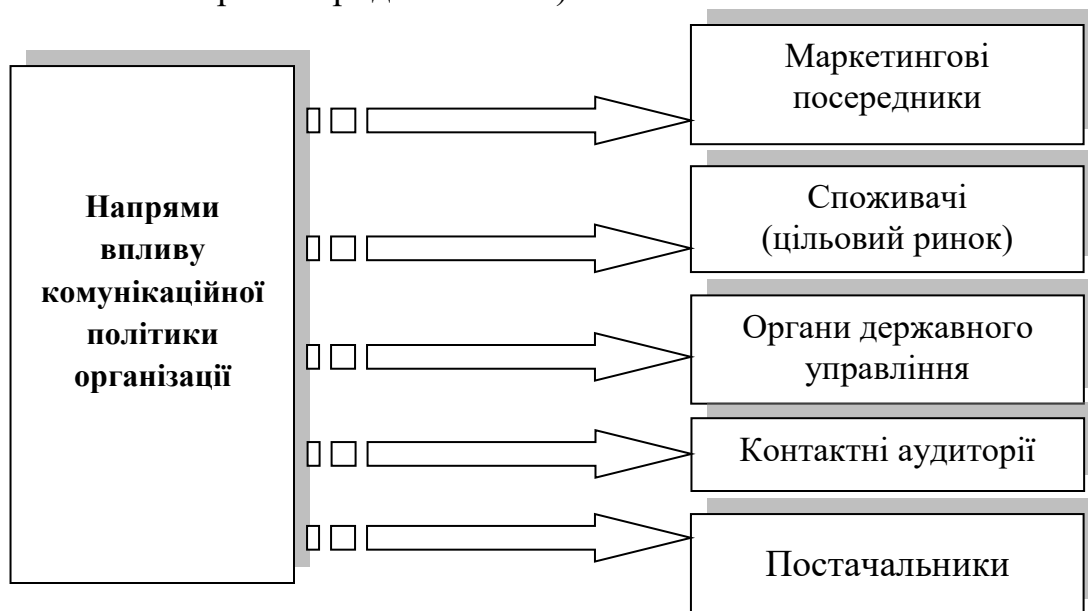 Напрями
впливу
комунікаційної
політики
організації
Маркетингові
посередники
Споживачі
(цільовий ринок)
Органи державного
управління
Контактні аудиторії
Постачальники